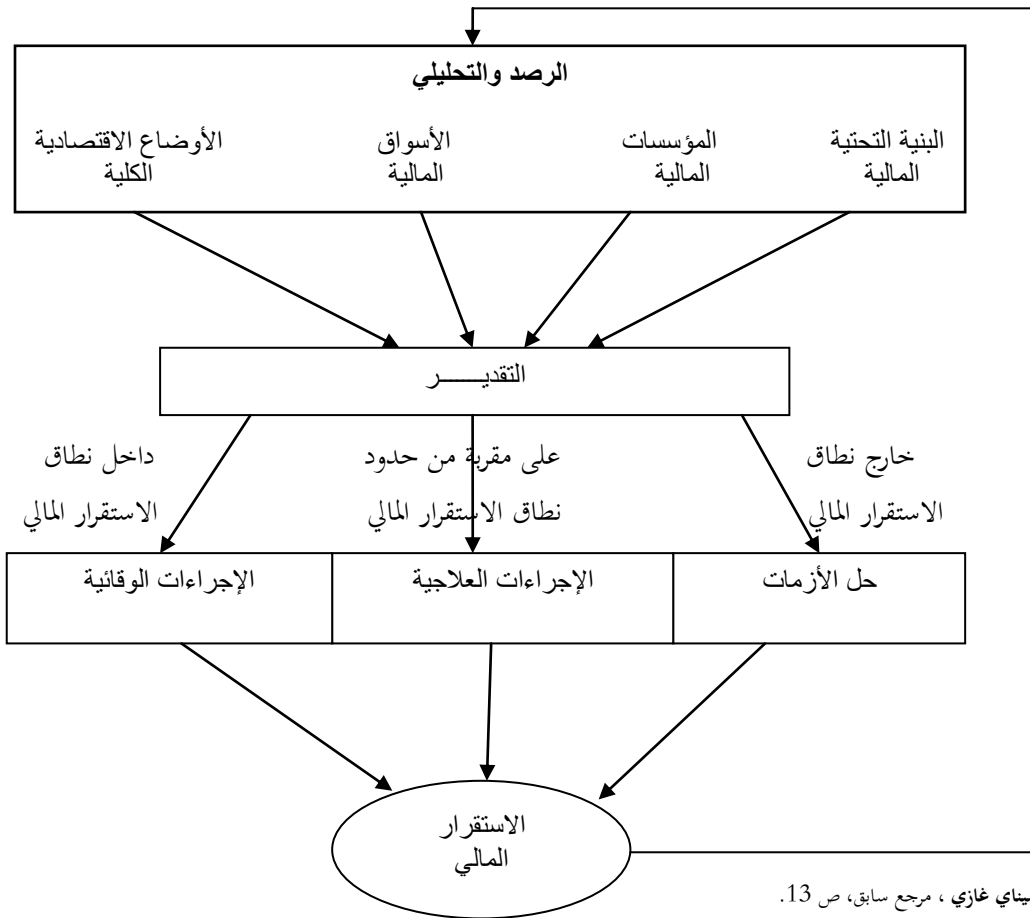 الرصد والتحليلي
البنية التحتية
المالية
المؤسسات
المالية
الأسواق
المالية
الأوضاع الاقتصادية
الكلية
التقديـــــــر
خارج نطاق
الاستقرار المالي
على مقربة من حدود
نطاق الاستقرار المالي
داخل نطاق
الاستقرار المالي
حل الأزمات
الإجراءات العلاجية
الإجراءات الوقائية
الاستقرار
المالي
غازي ، مرجع سابق، ص 13.